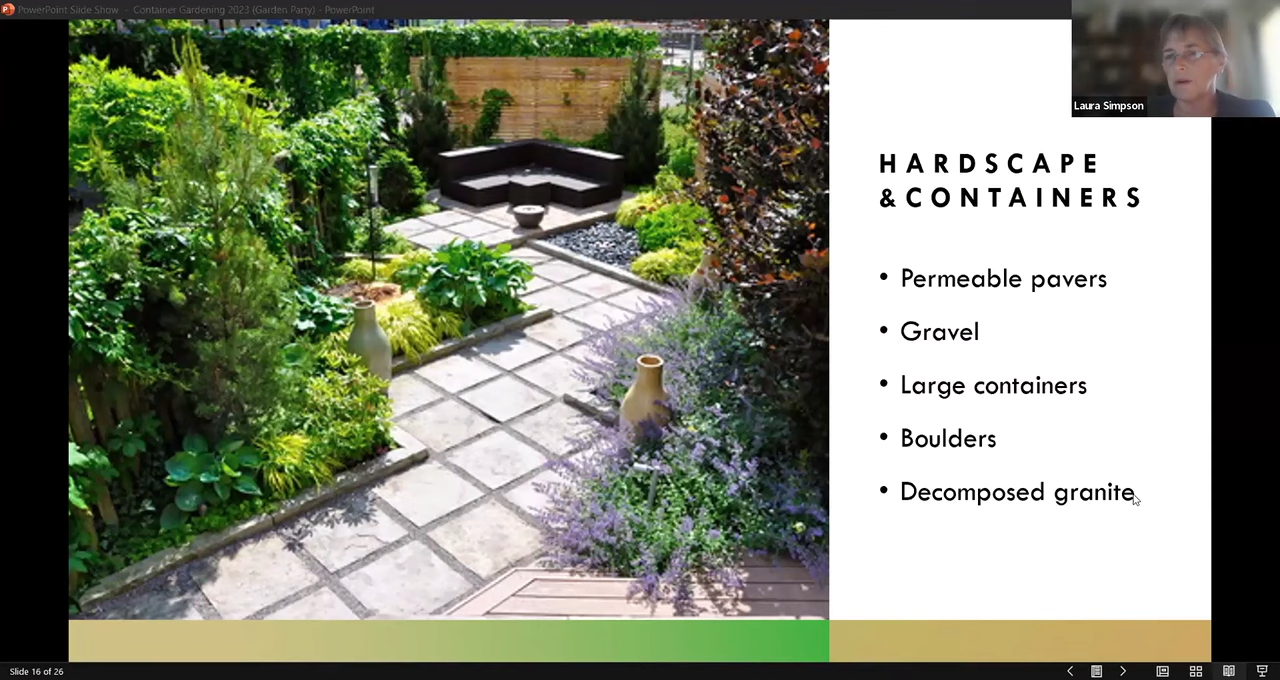 PowerPoint Slide Show - Container Gardening 2023 (Garden Party) - PowerPoint
Laura Simpson
HARDSCAPE
& CONTAINERS
• Permeable pavers
• Gravel
• Large containers
• Boulders
• Decomposed granite
Slide 16 of 26